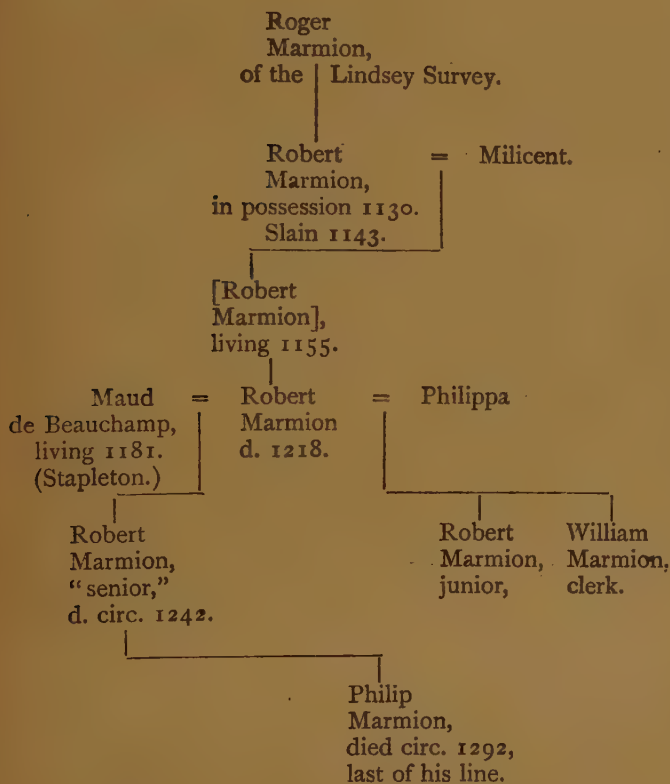 Roger
Marmion,
of the Lindsey Survey.
Robert = Milicent.
Marmion,
in possession 1130.
Slain 1143.
[Robert
Marmion],
living 1155.
Maud = Robert = Philippa
de Beauchamp, Marmion
living 1181. d. 1218.
(Stapleton.)
Robert Robert William
Marmion, Marmion, Marmion,
"senior," junior, clerk.
d. circ. 1242.
Philip
Marmion,
died circ. 1292,
last of his line.